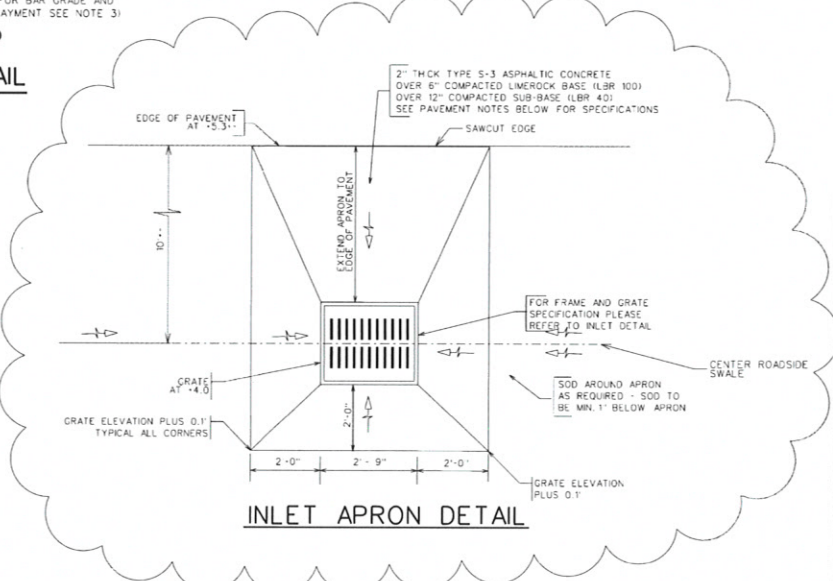 FOR BAR GRADE AND
PAYMENT SEE NOTE 3)
AIL
2" THCK TYPE S-3 ASPHALTIC CONCRETE
OVER 6" COMPACTED LIMEROCK BASE (LBR 100)
OVER 12" COMPACTED SUB-BASE (LBR 40)
SEE PAVEMENT NOTES BELOW FOR SPECIFICATIONS
EDGE OF PAVEMENT
AT +5.3+-
SAWCUT EDGE
EXTEND APRON TO
EDGE OF PAVEMENT
10'+-
FOR FRAME AND GRATE
SPECIFICATION PLEASE
REFER TO INLET DETAIL
CENTER ROADSIDE
SWALE
GRATE
AT +4.0
SOD AROUND APRON
AS REQUIRED - SOD TO
BE MIN. 1" BELOW APRON
GRATE ELEVATION PLUS 0.1'
TYPICAL ALL CORNERS
2'-0"
2'-0"
2'-9"
2'-0"
GRATE ELEVATION
PLUS 0.1'
INLET APRON DETAIL